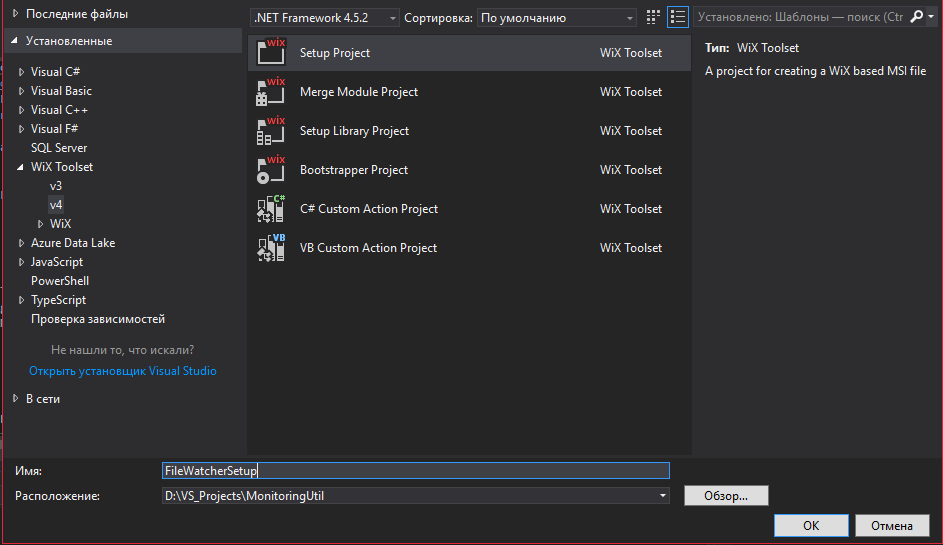 Последние файлы
Установленные
Visual C#
Visual Basic
Visual C++
Visual F#
SQL Server
WiX Toolset
v3
v4
WiX
Azure Data Lake
JavaScript
PowerShell
TypeScript
Проверка зависимостей
Не нашли то, что искали?
Открыть установщик Visual Studio
В сети
.NET Framework 4.5.2 Сортировка: По умолчанию
wix Setup Project WiX Toolset
wix Merge Module Project WiX Toolset
wix Setup Library Project WiX Toolset
wix Bootstrapper Project WiX Toolset
C# C# Custom Action Project WiX Toolset
VB VB Custom Action Project WiX Toolset
Установлено: Шаблоны — поиск (Ctr
Тип: WiX Toolset
A project for creating a WiX based MSI file
Имя: FileWatcherSetup
Расположение: D:\VS_Projects\MonitoringUtil Обзор...
OK Отмена